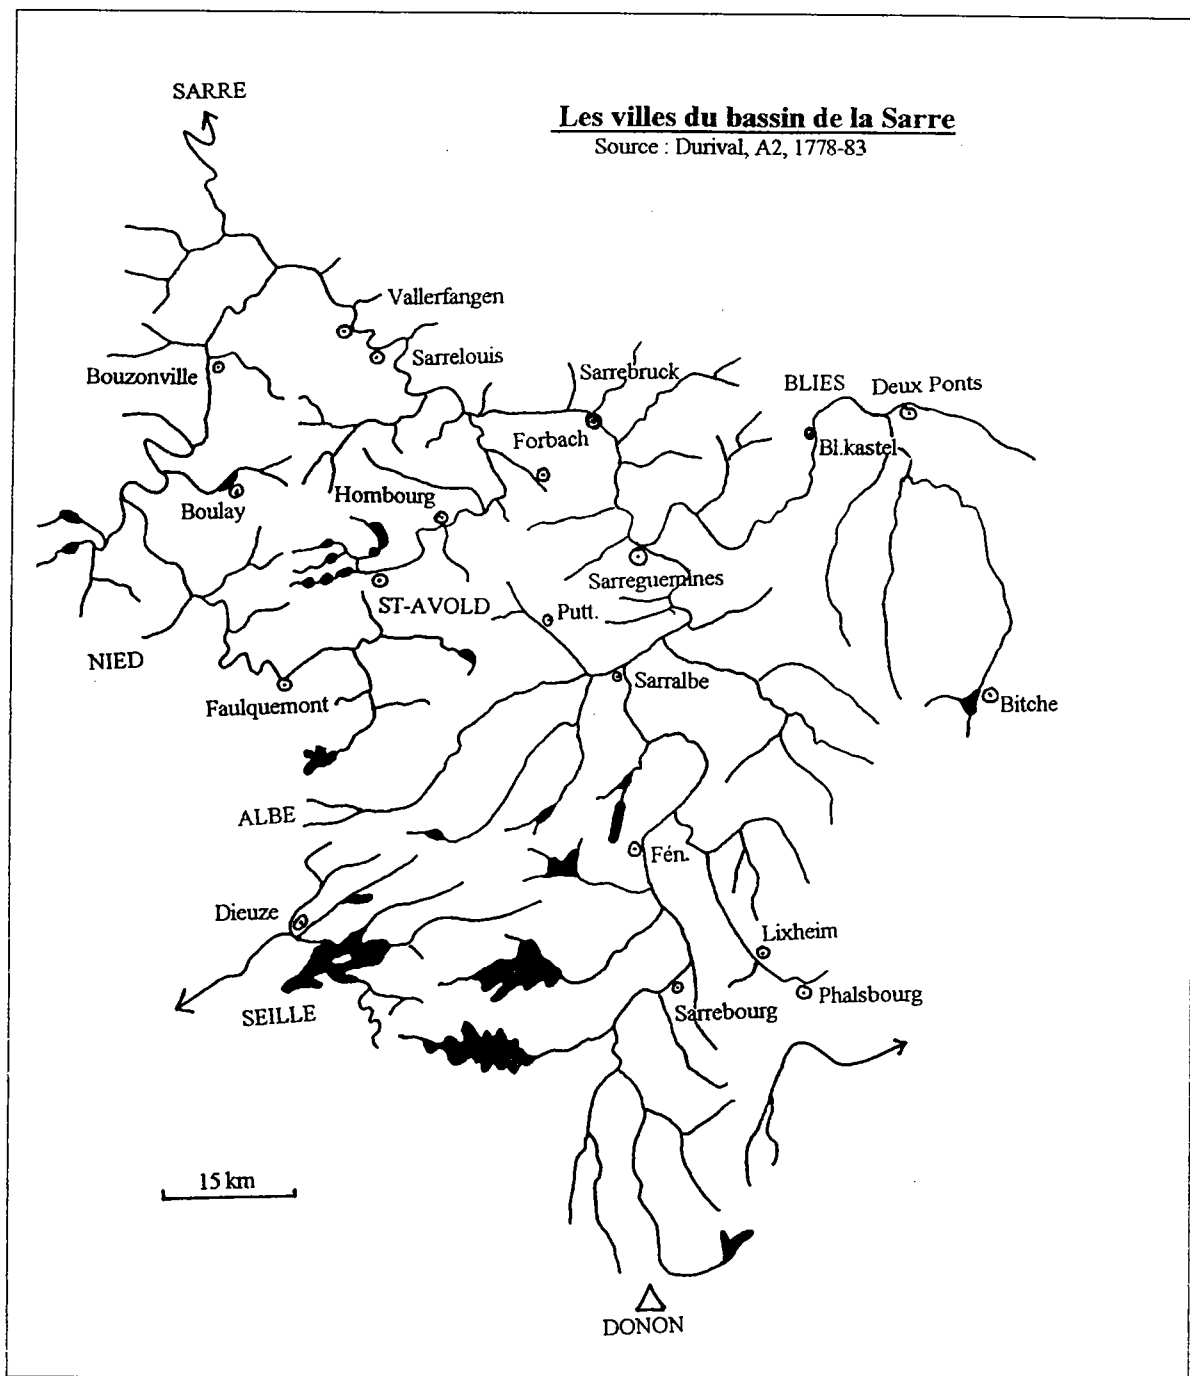 SARRE
Les villes du bassin de la Sarre
Source : Durival, A2, 1778-83
Vallerfangen
Sarrelouis
Bouzonville
Sarrebruck
BLIES
Deux Ponts
Forbach
Bl.kastel
Hombourg
Boulay
Sarreguemines
ST-AVOLD
Putt.
NIED
Sarralbe
Faulquemont
Bitche
ALBE
Fén.
Dieuze
Lixheim
Phalsbourg
SEILLE
Sarrebourg
15 km
DONON